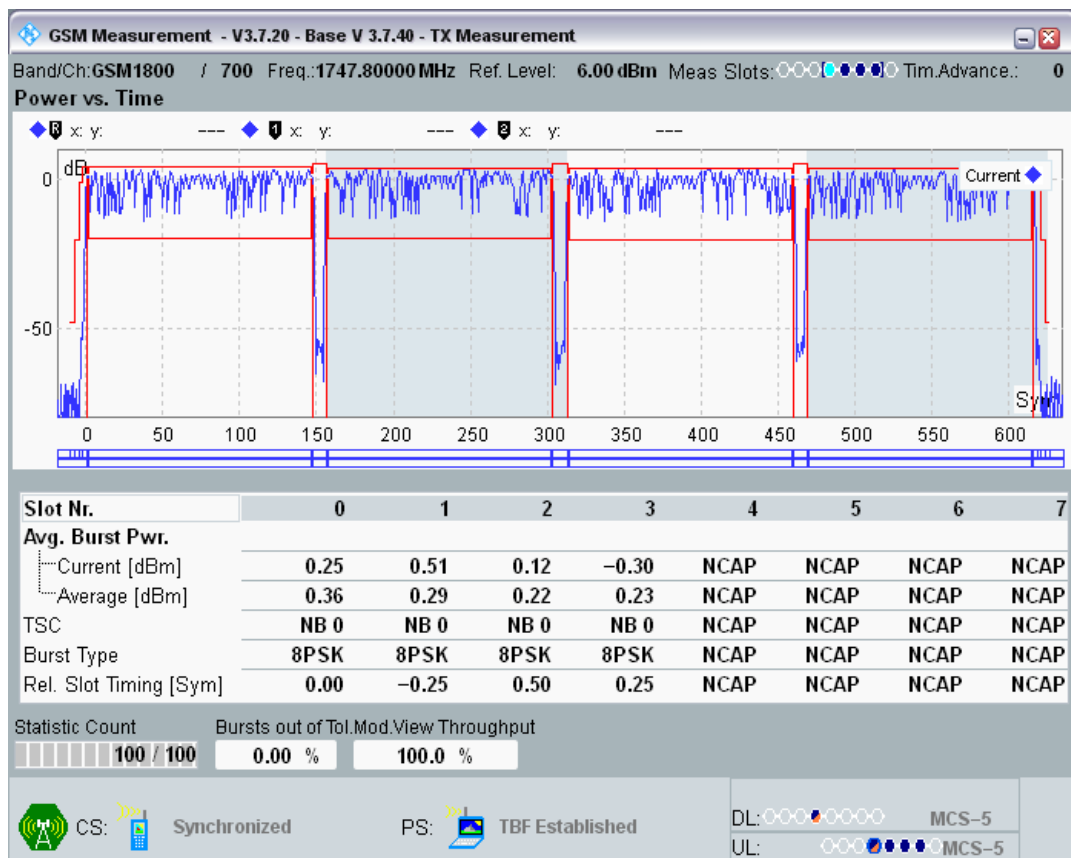 GSM Measurement - V3.7.20 - Base V 3.7.40 - TX Measurement
Band/Ch:GSM1800 / 700 Freq.:1747.80000 MHz Ref. Level: 6.00 dBm Meas Slots: Tim.Advance.: 0
Power vs. Time
R x: y: --- 1 x: y: --- 2 x: y: ---
dB
Current
0
-50
Sym
0 50 100 150 200 250 300 350 400 450 500 550 600
Slot Nr. 0 1 2 3 4 5 6 7
Avg. Burst Pwr.
Current [dBm] 0.25 0.51 0.12 −0.30 NCAP NCAP NCAP NCAP
Average [dBm] 0.36 0.29 0.22 0.23 NCAP NCAP NCAP NCAP
TSC NB 0 NB 0 NB 0 NB 0 NCAP NCAP NCAP NCAP
Burst Type 8PSK 8PSK 8PSK 8PSK NCAP NCAP NCAP NCAP
Rel. Slot Timing [Sym] 0.00 −0.25 0.50 0.25 NCAP NCAP NCAP NCAP
Statistic Count Bursts out of Tol. Mod.View Throughput
100 / 100 0.00 % 100.0 %
CS: Synchronized PS: TBF Established
DL: MCS−5
UL: MCS−5